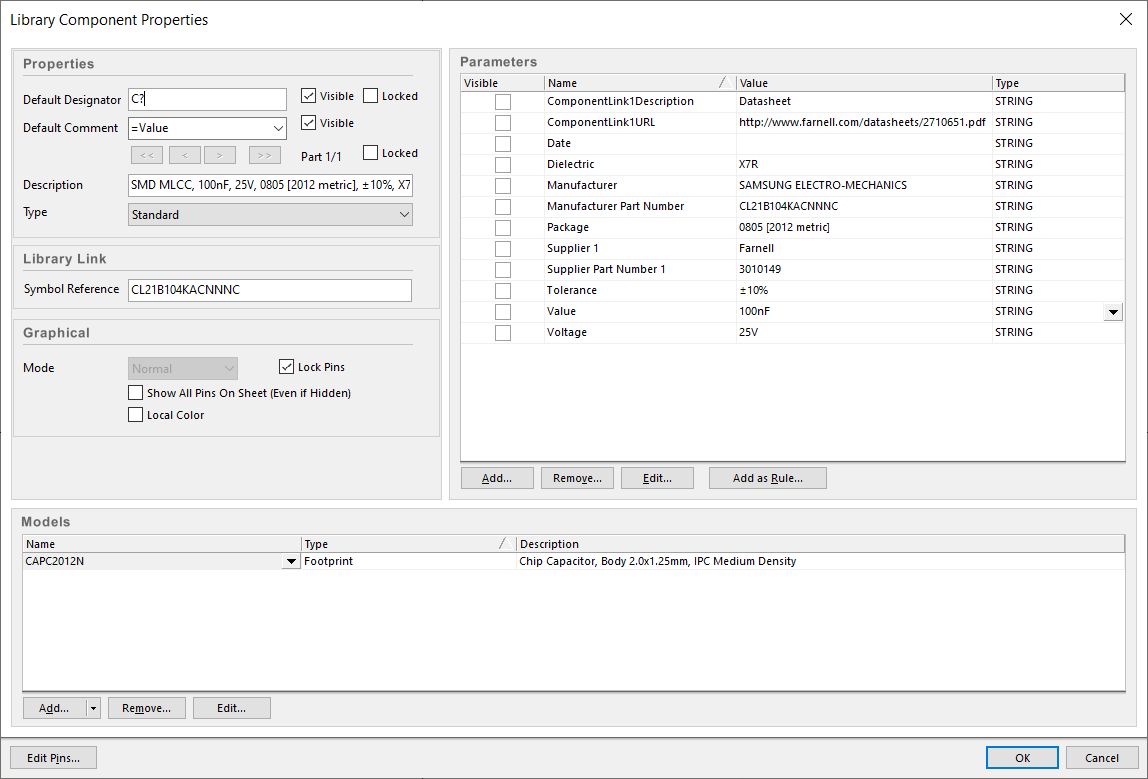 Library Component Properties
Properties
Default Designator C? Visible Locked
Default Comment =Value Visible
<< < > >> Part 1/1 Locked
Description SMD MLCC, 100nF, 25V, 0805 [2012 metric], ±10%, X7
Type Standard
Library Link
Symbol Reference CL21B104KACNNNC
Graphical
Mode Normal Lock Pins
Show All Pins On Sheet (Even if Hidden)
Local Color
Parameters
Visible Name Value Type
ComponentLink1Description Datasheet STRING
ComponentLink1URL http://www.farnell.com/datasheets/2710651.pdf STRING
Date STRING
Dielectric X7R STRING
Manufacturer SAMSUNG ELECTRO-MECHANICS STRING
Manufacturer Part Number CL21B104KACNNNC STRING
Package 0805 [2012 metric] STRING
Supplier 1 Farnell STRING
Supplier Part Number 1 3010149 STRING
Tolerance ±10% STRING
Value 100nF STRING
Voltage 25V STRING
Add... Remove... Edit... Add as Rule...
Models
Name Type Description
CAPC2012N Footprint Chip Capacitor, Body 2.0x1.25mm, IPC Medium Density
Add... Remove... Edit...
Edit Pins... OK Cancel